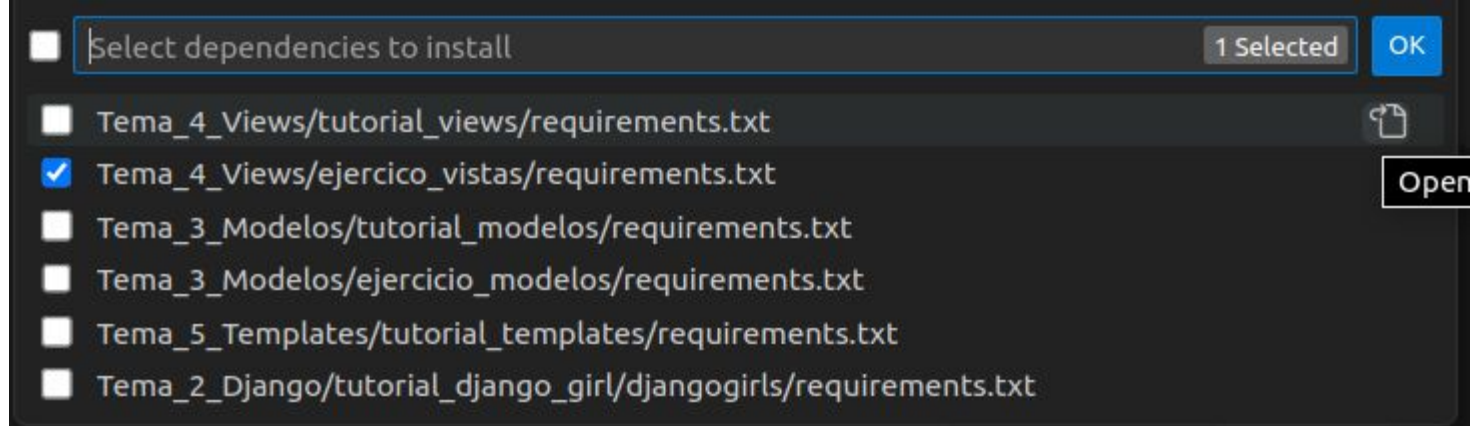 Select dependencies to install 1 Selected OK
Tema_4_Views/tutorial_views/requirements.txt
Tema_4_Views/ejercico_vistas/requirements.txt
Open
Tema_3_Modelos/tutorial_modelos/requirements.txt
Tema_3_Modelos/ejercicio_modelos/requirements.txt
Tema_5_Templates/tutorial_templates/requirements.txt
Tema_2_Django/tutorial_django_girl/djangogirls/requirements.txt